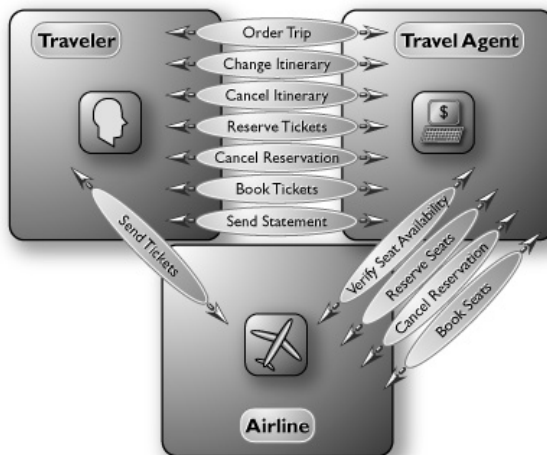 Traveler
Travel Agent
Order Trip
Change Itinerary
Cancel Itinerary
Reserve Tickets
Cancel Reservation
Book Tickets
Send Statement
Send Tickets
Verify Seat Availability
Reserve Seats
Cancel Reservation
Book Seats
$
Airline